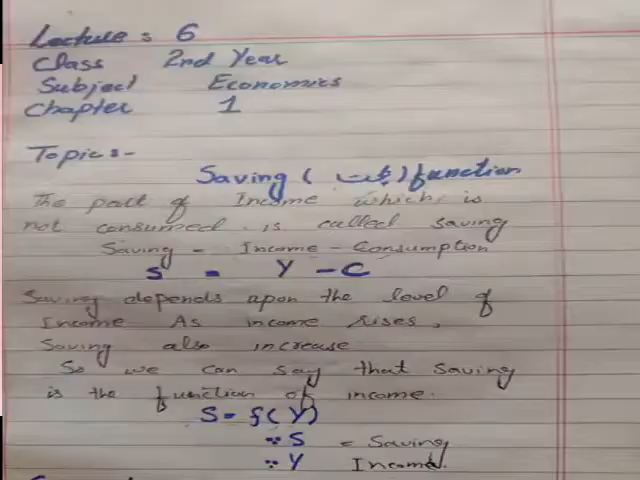 Lecture: 6
Class 2nd Year
Subject Economics
Chapter 1
Topic:-
Saving (بچت) function
The part of Income which is
not consumed. is called saving
Saving = Income - Consumption
S = Y - C
Saving depends upon the level of
Income As income rises,
Saving also increase
So we can say that saving
is the function of income.
S = f(Y)
∵ S = Saving
∵ Y Income.